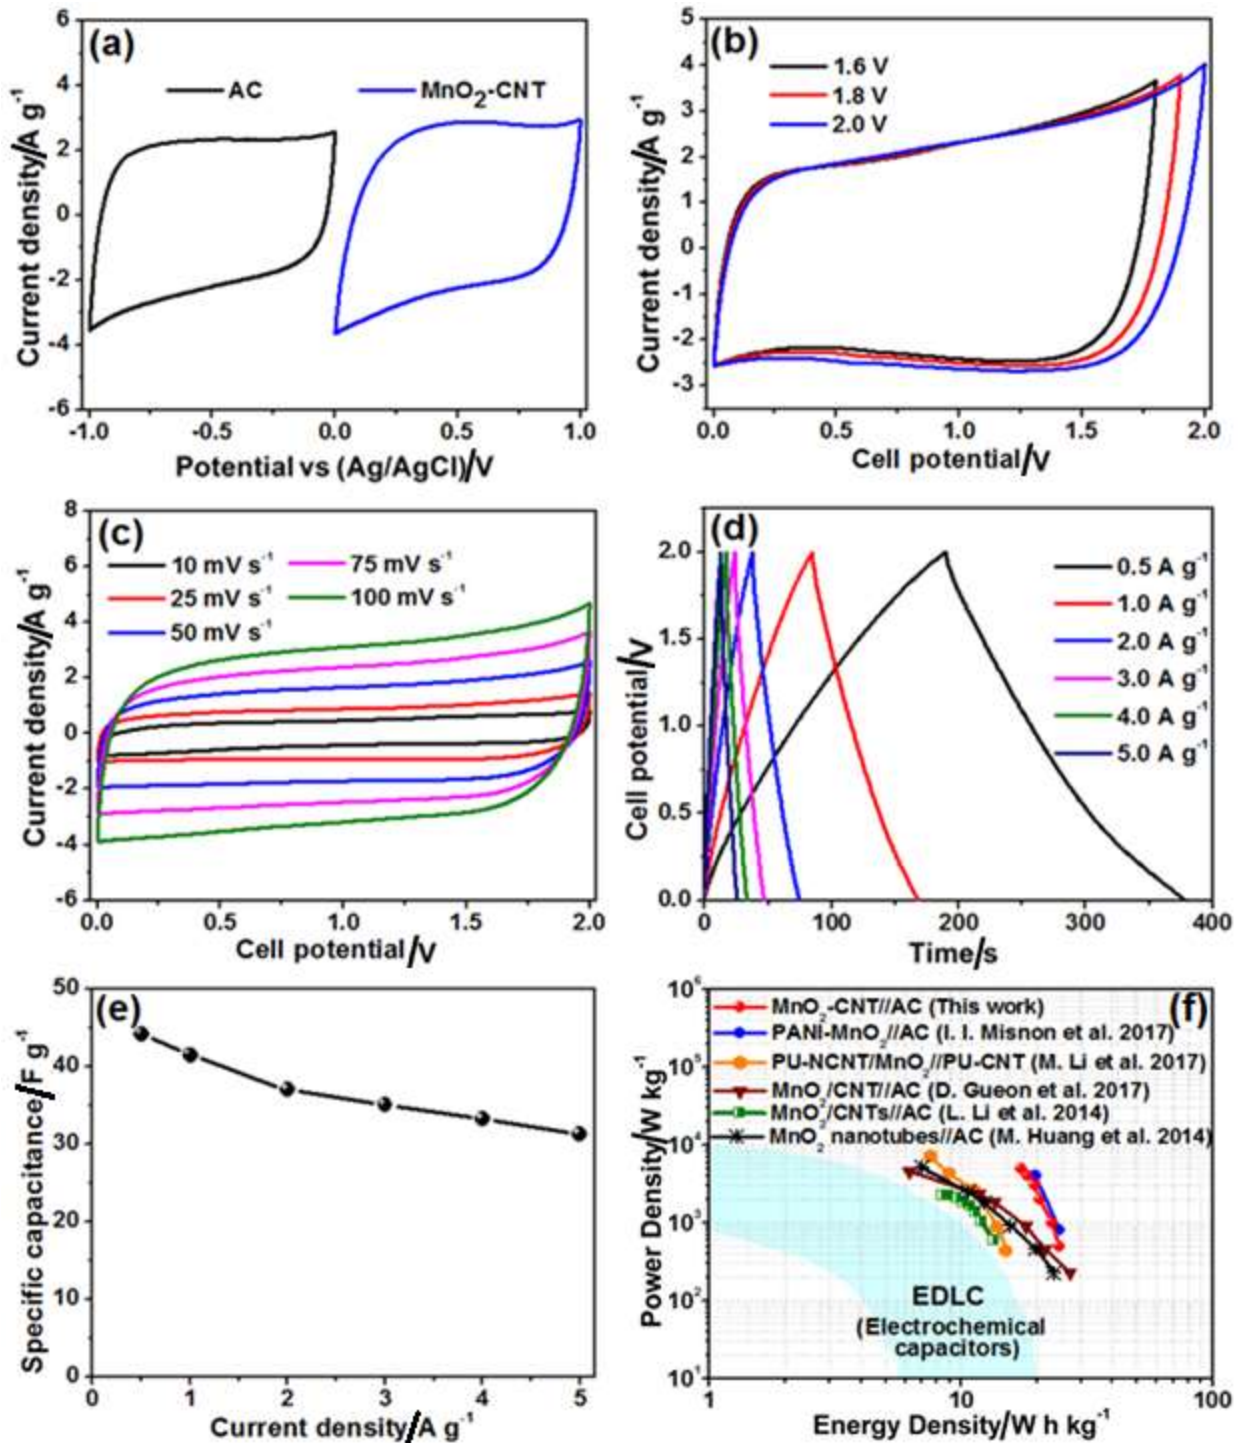 (a)
AC
MnO₂-CNT
6
4
2
0
-2
-4
-6
Current density/A g⁻¹
-1.0 -0.5 0.0 0.5 1.0
Potential vs (Ag/AgCl)/V
(b)
1.6 V
1.8 V
2.0 V
5
4
3
2
1
0
-1
-2
-3
Current density/A g⁻¹
0.0 0.5 1.0 1.5 2.0
Cell potential/V
(c)
10 mV s⁻¹ 75 mV s⁻¹
25 mV s⁻¹ 100 mV s⁻¹
50 mV s⁻¹
8
6
4
2
0
-2
-4
-6
Current density/A g⁻¹
0.0 0.5 1.0 1.5 2.0
Cell potential/V
(d)
0.5 A g⁻¹
1.0 A g⁻¹
2.0 A g⁻¹
3.0 A g⁻¹
4.0 A g⁻¹
5.0 A g⁻¹
2.0
1.5
1.0
0.5
0.0
Cell potential/V
0 100 200 300 400
Time/s
(e)
50
40
30
20
10
0
Specific capacitance/F g⁻¹
0 1 2 3 4 5
Current density/A g⁻¹
(f)
MnO₂-CNT//AC (This work)
PANI-MnO₂//AC (I. I. Misnon et al. 2017)
PU-NCNT/MnO₂//PU-CNT (M. Li et al. 2017)
MnO₂/CNT//AC (D. Gueon et al. 2017)
MnO₂/CNTs//AC (L. Li et al. 2014)
MnO₂ nanotubes//AC (M. Huang et al. 2014)
10⁶
10⁵
10⁴
10³
10²
10¹
Power Density/W kg⁻¹
EDLC
(Electrochemical
capacitors)
1 10 100
Energy Density/W h kg⁻¹